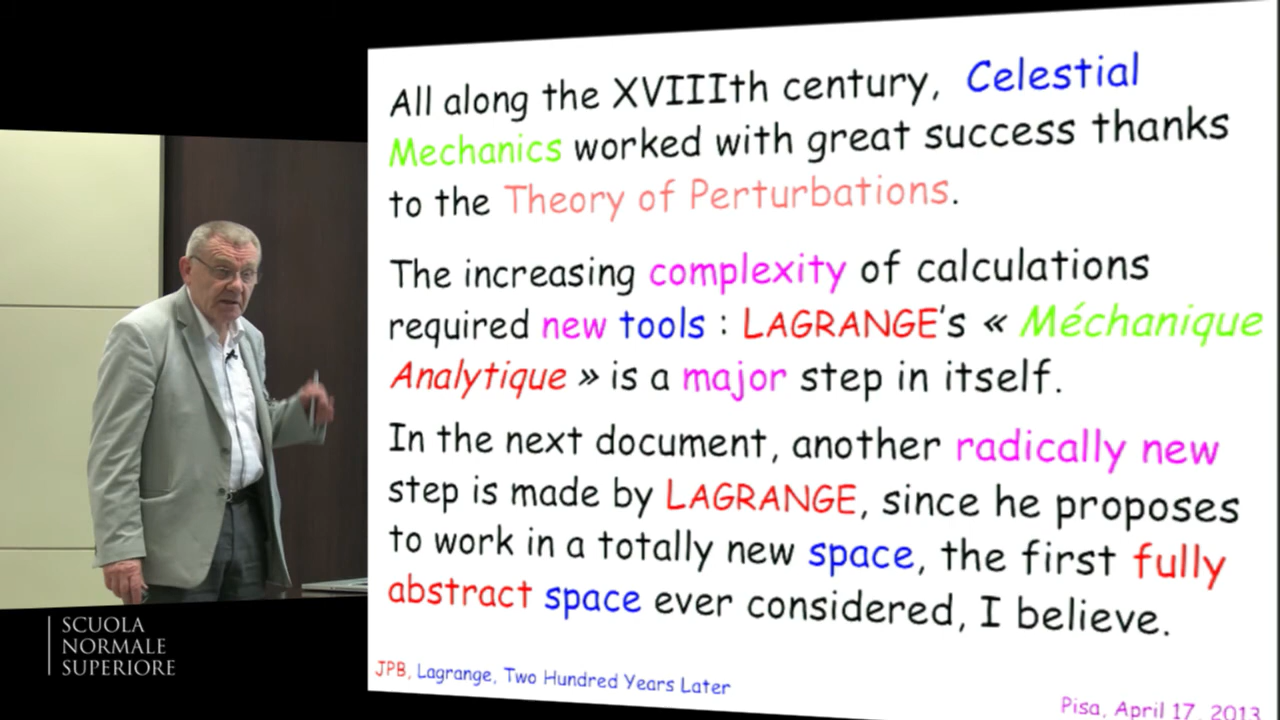 All along the XVIIIth century, Celestial
Mechanics worked with great success thanks
to the Theory of Perturbations.
The increasing complexity of calculations
required new tools : LAGRANGE's « Méchanique
Analytique » is a major step in itself.
In the next document, another radically new
step is made by LAGRANGE, since he proposes
to work in a totally new space, the first fully
abstract space ever considered, I believe.
JPB, Lagrange, Two Hundred Years Later
Pisa, April 17, 2013
SCUOLA
NORMALE
SUPERIORE